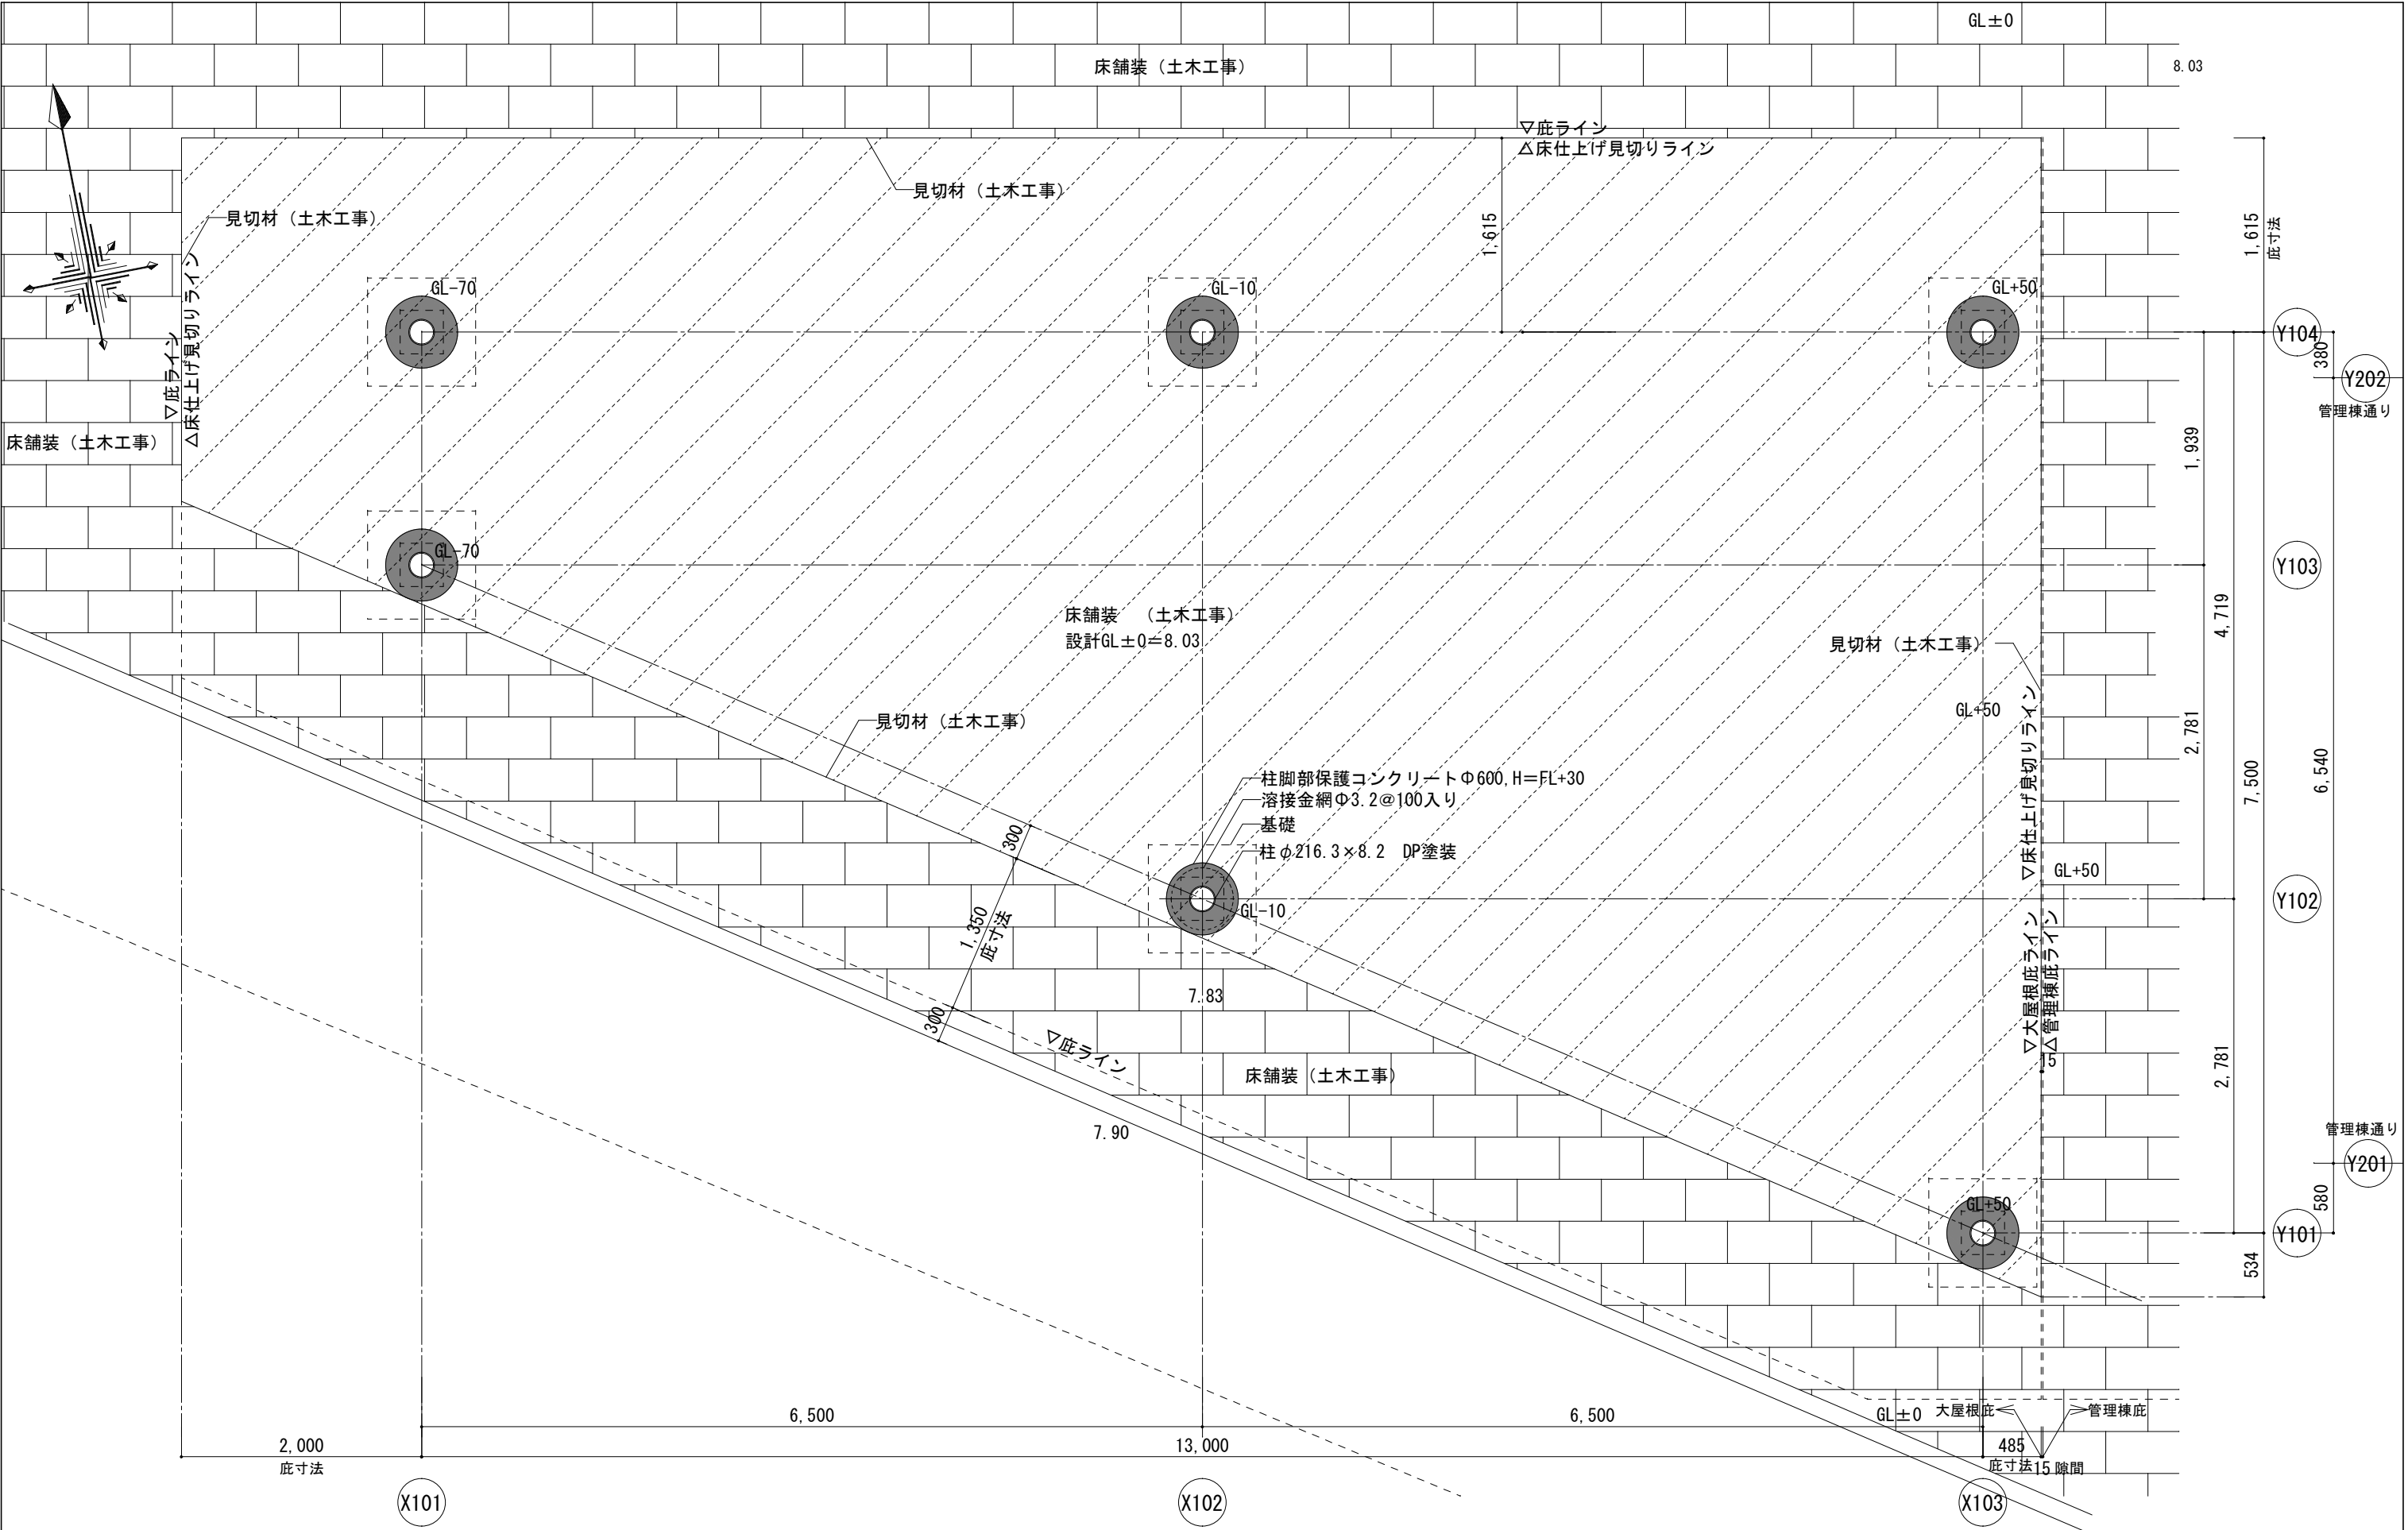 GL±0
床舗装（土木工事）
8.03
▽庇ライン
△床仕上げ見切りライン
見切材（土木工事）
見切材（土木工事）
1,615
1,615
庇寸法
▽庇ライン
△床仕上げ見切りライン
GL-70
GL-10
GL+50
Y104
380
Y202
管理棟通り
床舗装（土木工事）
1,939
GL-70
Y103
床舗装　（土木工事）
設計GL±0=8.03
4,719
見切材（土木工事）
GL+50
▽床仕上げ見切りライン
見切材（土木工事）
2,781
7,500
6,540
柱脚部保護コンクリートΦ600,H=FL+30
溶接金網Φ3.2@100入り
基礎
柱φ216.3×8.2　DP塗装
300
GL+50
GL-10
Y102
1,350
庇寸法
▽大屋根庇ライン
△管理棟庇ライン
7.83
300
▽庇ライン
15
床舗装（土木工事）
2,781
7.90
管理棟通り
Y201
580
GL+50
Y101
534
6,500
6,500
GL±0
大屋根庇
管理棟庇
2,000
庇寸法
13,000
485
庇寸法
15 隙間
X101
X102
X103